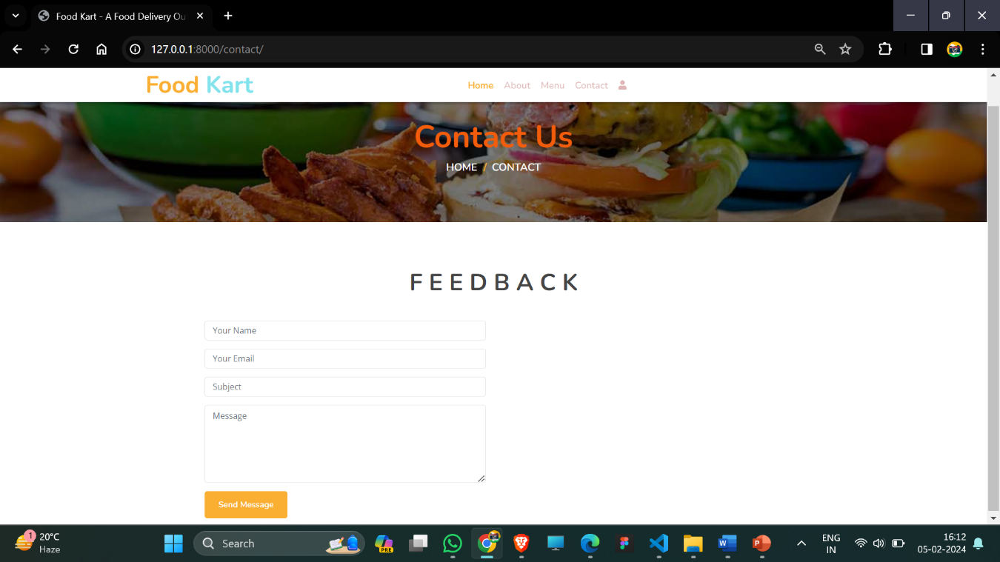 Food Kart - A Food Delivery Ou
127.0.0.1:8000/contact/
Food Kart
Home About Menu Contact
Contact Us
HOME / CONTACT
FEEDBACK
Your Name
Your Email
Subject
Message
Send Message
1
20°C
Haze
Search
PRE
W
P
ENG
IN
16:12
05-02-2024